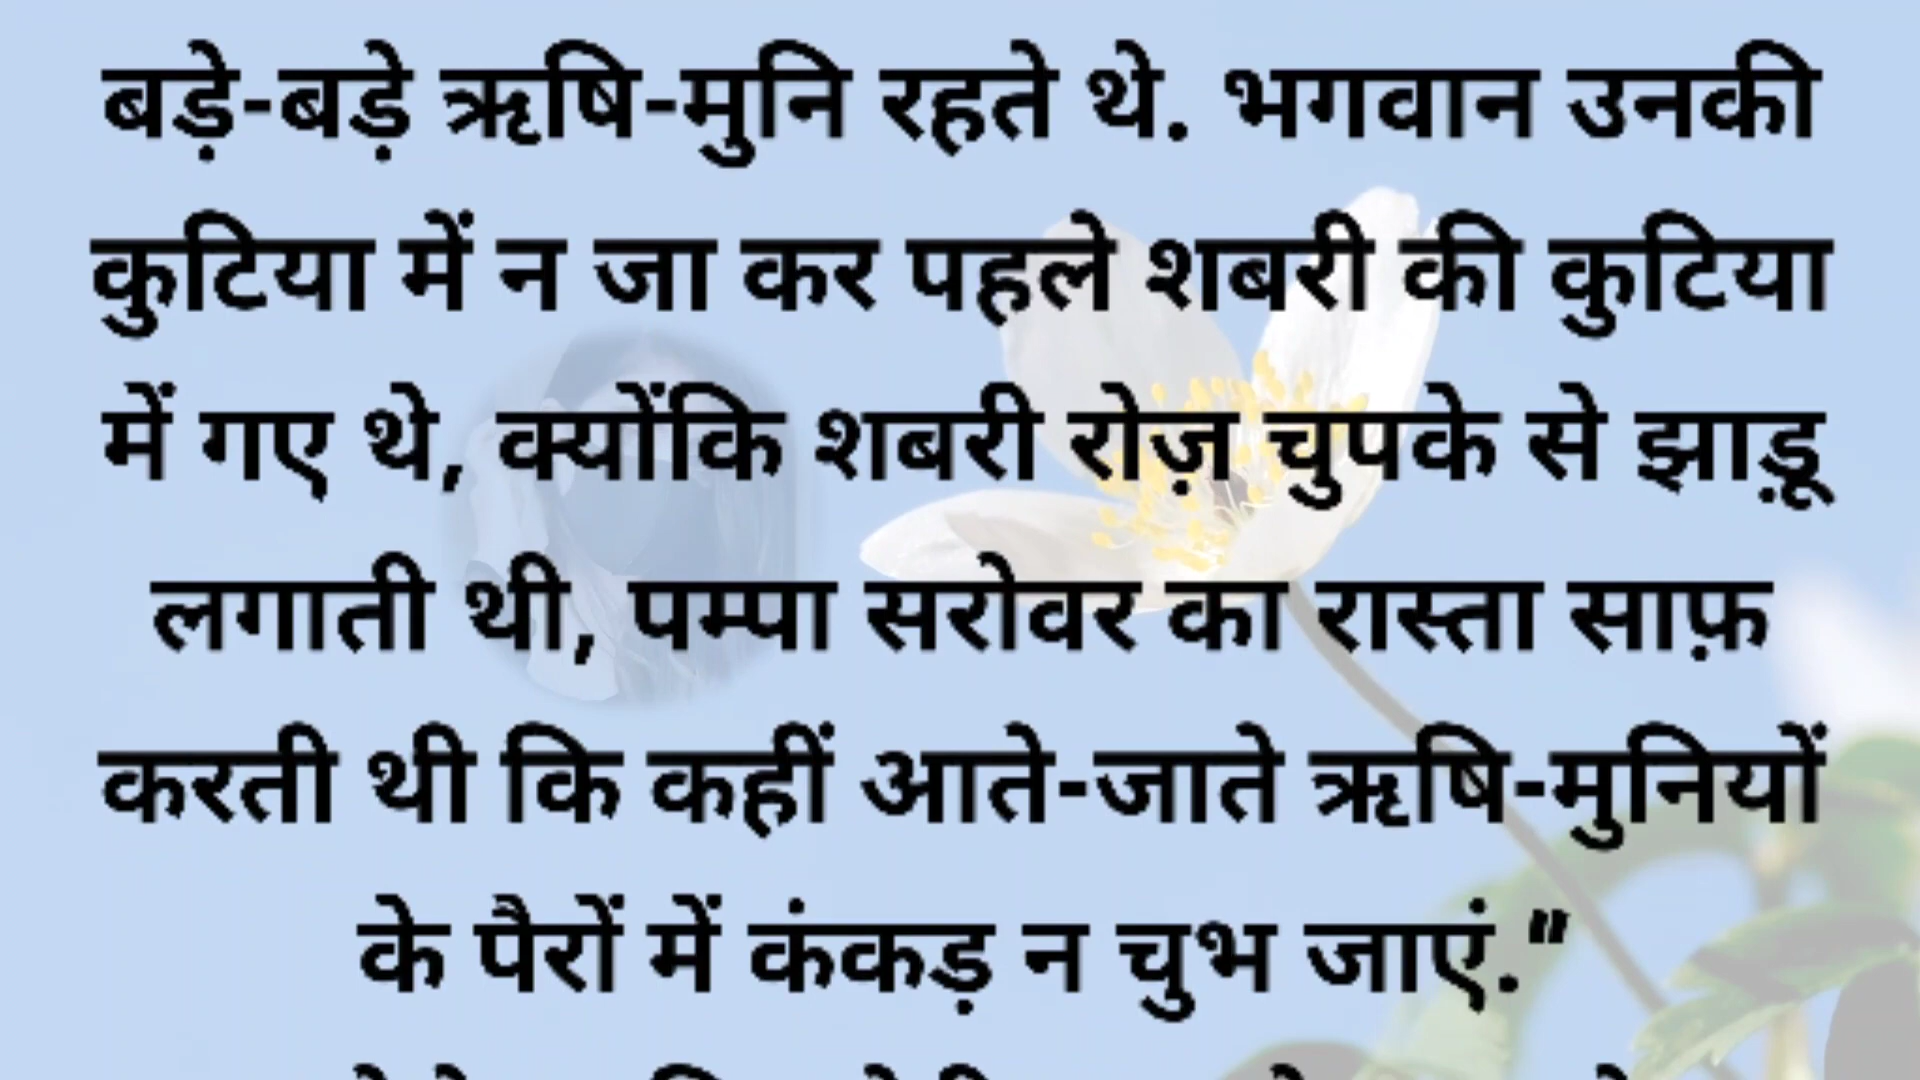 बड़े-बड़े ऋषि-मुनि रहते थे. भगवान उनकी
कुटिया में न जा कर पहले शबरी की कुटिया
में गए थे, क्योंकि शबरी रोज़ चुपके से झाड़ू
लगाती थी, पम्पा सरोवर का रास्ता साफ़
करती थी कि कहीं आते-जाते ऋषि-मुनियों
के पैरों में कंकड़ न चुभ जाएं."